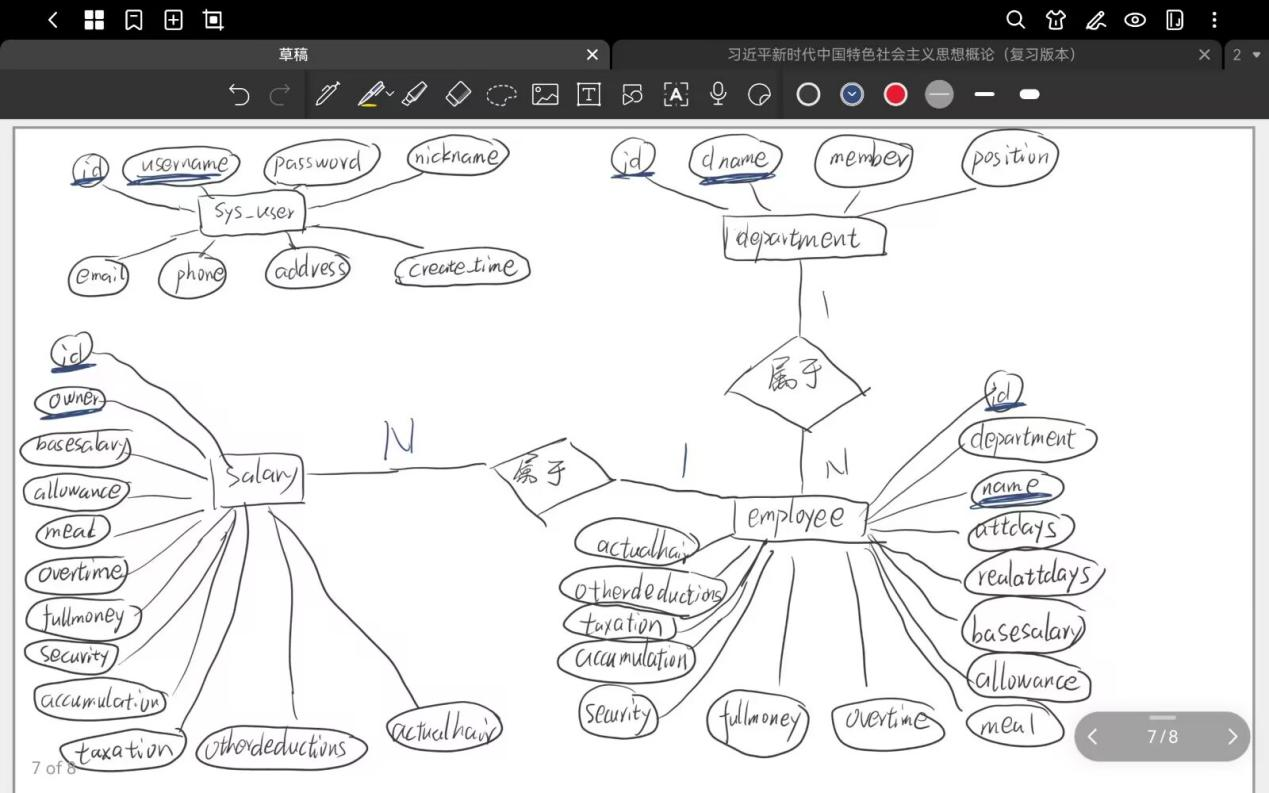 草稿
习近平新时代中国特色社会主义思想概论（复习版本）
2
T
A
id
username
password
nickname
sys_user
email
phone
address
create_time
id
dname
member
position
department
1
属于
N
id
owner
basesalary
allowance
meat
overtime
fullmoney
security
accumulation
taxation
otherdeductions
actualhair
salary
N
属于
1
employee
id
department
name
attdays
realattdays
basesalary
allowance
meal
overtime
fullmoney
security
accumulation
taxation
otherdeductions
actualhair
7 of 8
7/8